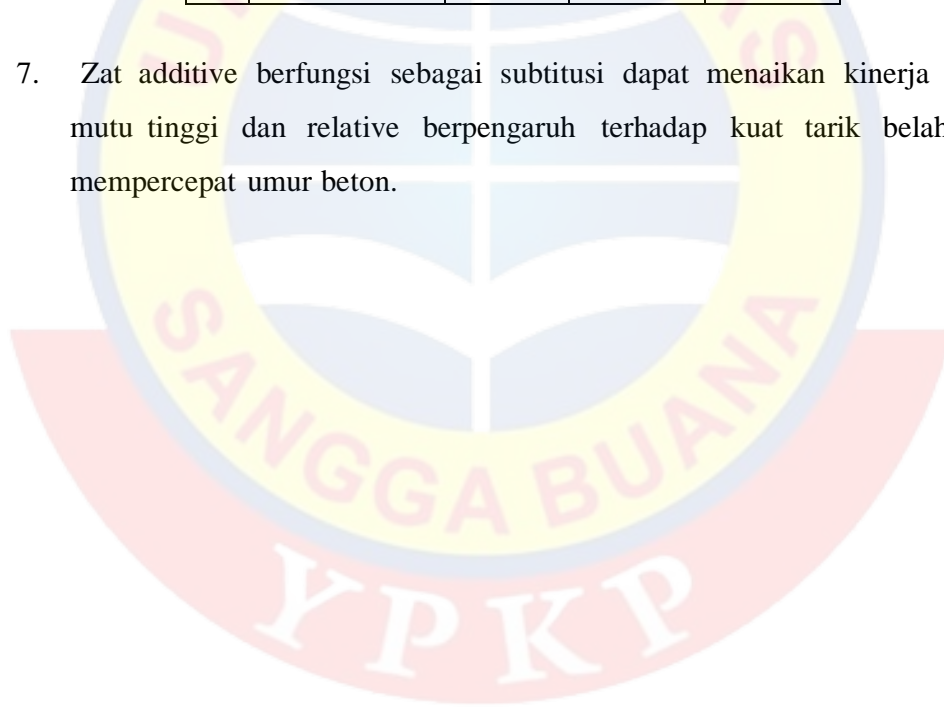 7. Zat additive berfungsi sebagai subtitusi dapat menaikan kinerja
mutu tinggi dan relative berpengaruh terhadap kuat tarik belah
mempercepat umur beton.
SANGGA BUANA
YPKP